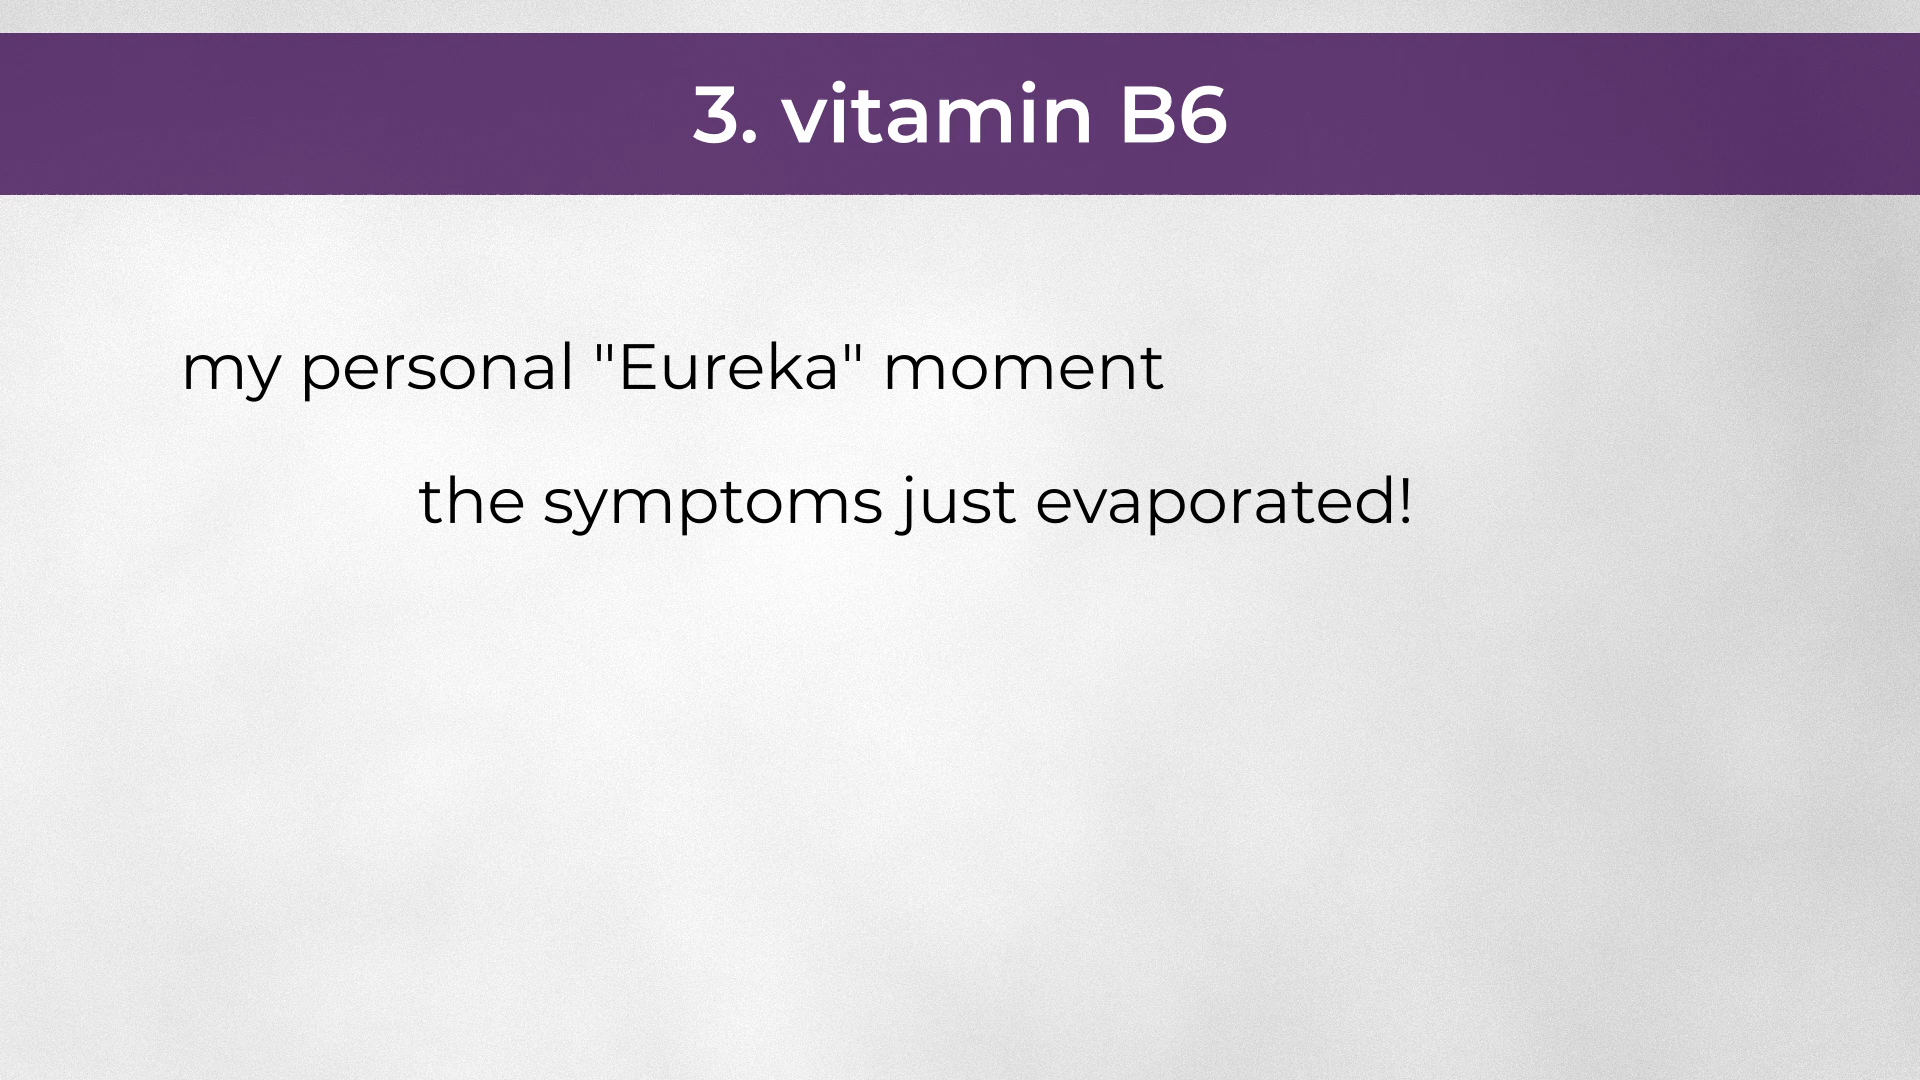 3. vitamin B6
my personal "Eureka" moment
the symptoms just evaporated!